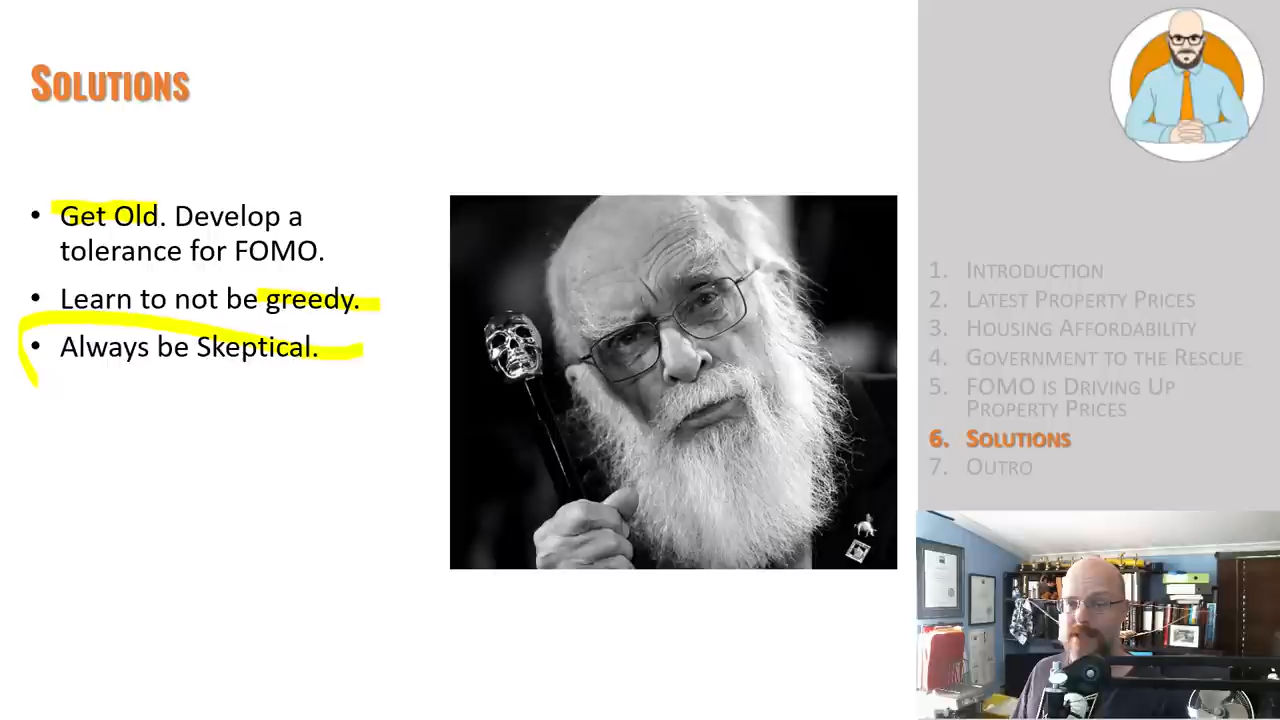 SOLUTIONS
• Get Old. Develop a
tolerance for FOMO.
• Learn to not be greedy.
• Always be Skeptical.
1. INTRODUCTION
2. LATEST PROPERTY PRICES
3. HOUSING AFFORDABILITY
4. GOVERNMENT TO THE RESCUE
5. FOMO IS DRIVING UP
PROPERTY PRICES
6. SOLUTIONS
7. OUTRO